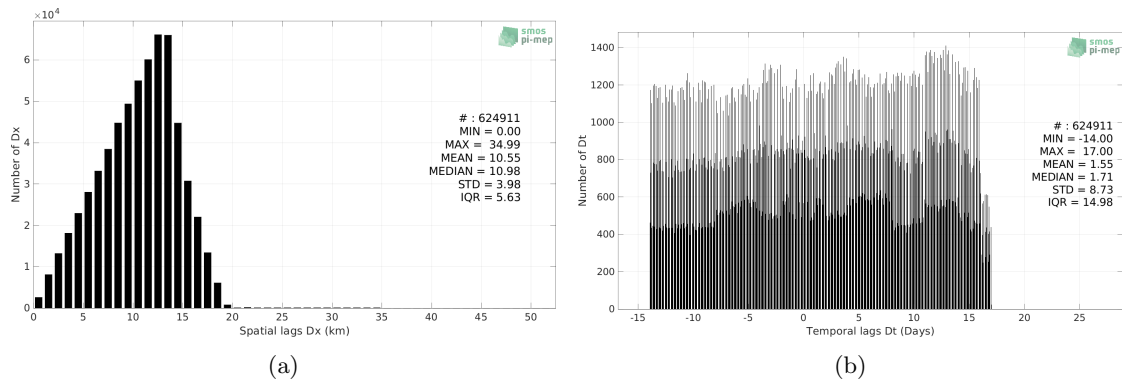 ×10⁴
smos
pi-mep
6
5
4
3
2
1
0
Number of Dx
# : 624911
MIN = 0.00
MAX = 34.99
MEAN = 10.55
MEDIAN = 10.98
STD = 3.98
IQR = 5.63
0 5 10 15 20 25 30 35 40 45 50
Spatial lags Dx (km)
(a)
smos
pi-mep
1400
1200
1000
800
600
400
200
0
Number of Dt
# : 624911
MIN = -14.00
MAX = 17.00
MEAN = 1.55
MEDIAN = 1.71
STD = 8.73
IQR = 14.98
-15 -10 -5 0 5 10 15 20 25
Temporal lags Dt (Days)
(b)